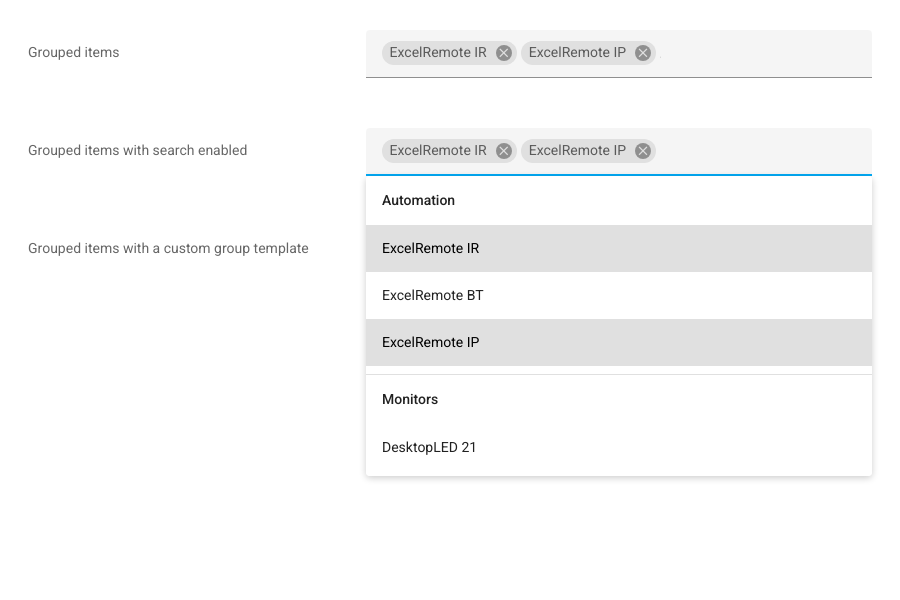 Grouped items
ExcelRemote IR ExcelRemote IP
Grouped items with search enabled
ExcelRemote IR ExcelRemote IP
Automation
Grouped items with a custom group template
ExcelRemote IR
ExcelRemote BT
ExcelRemote IP
Monitors
DesktopLED 21